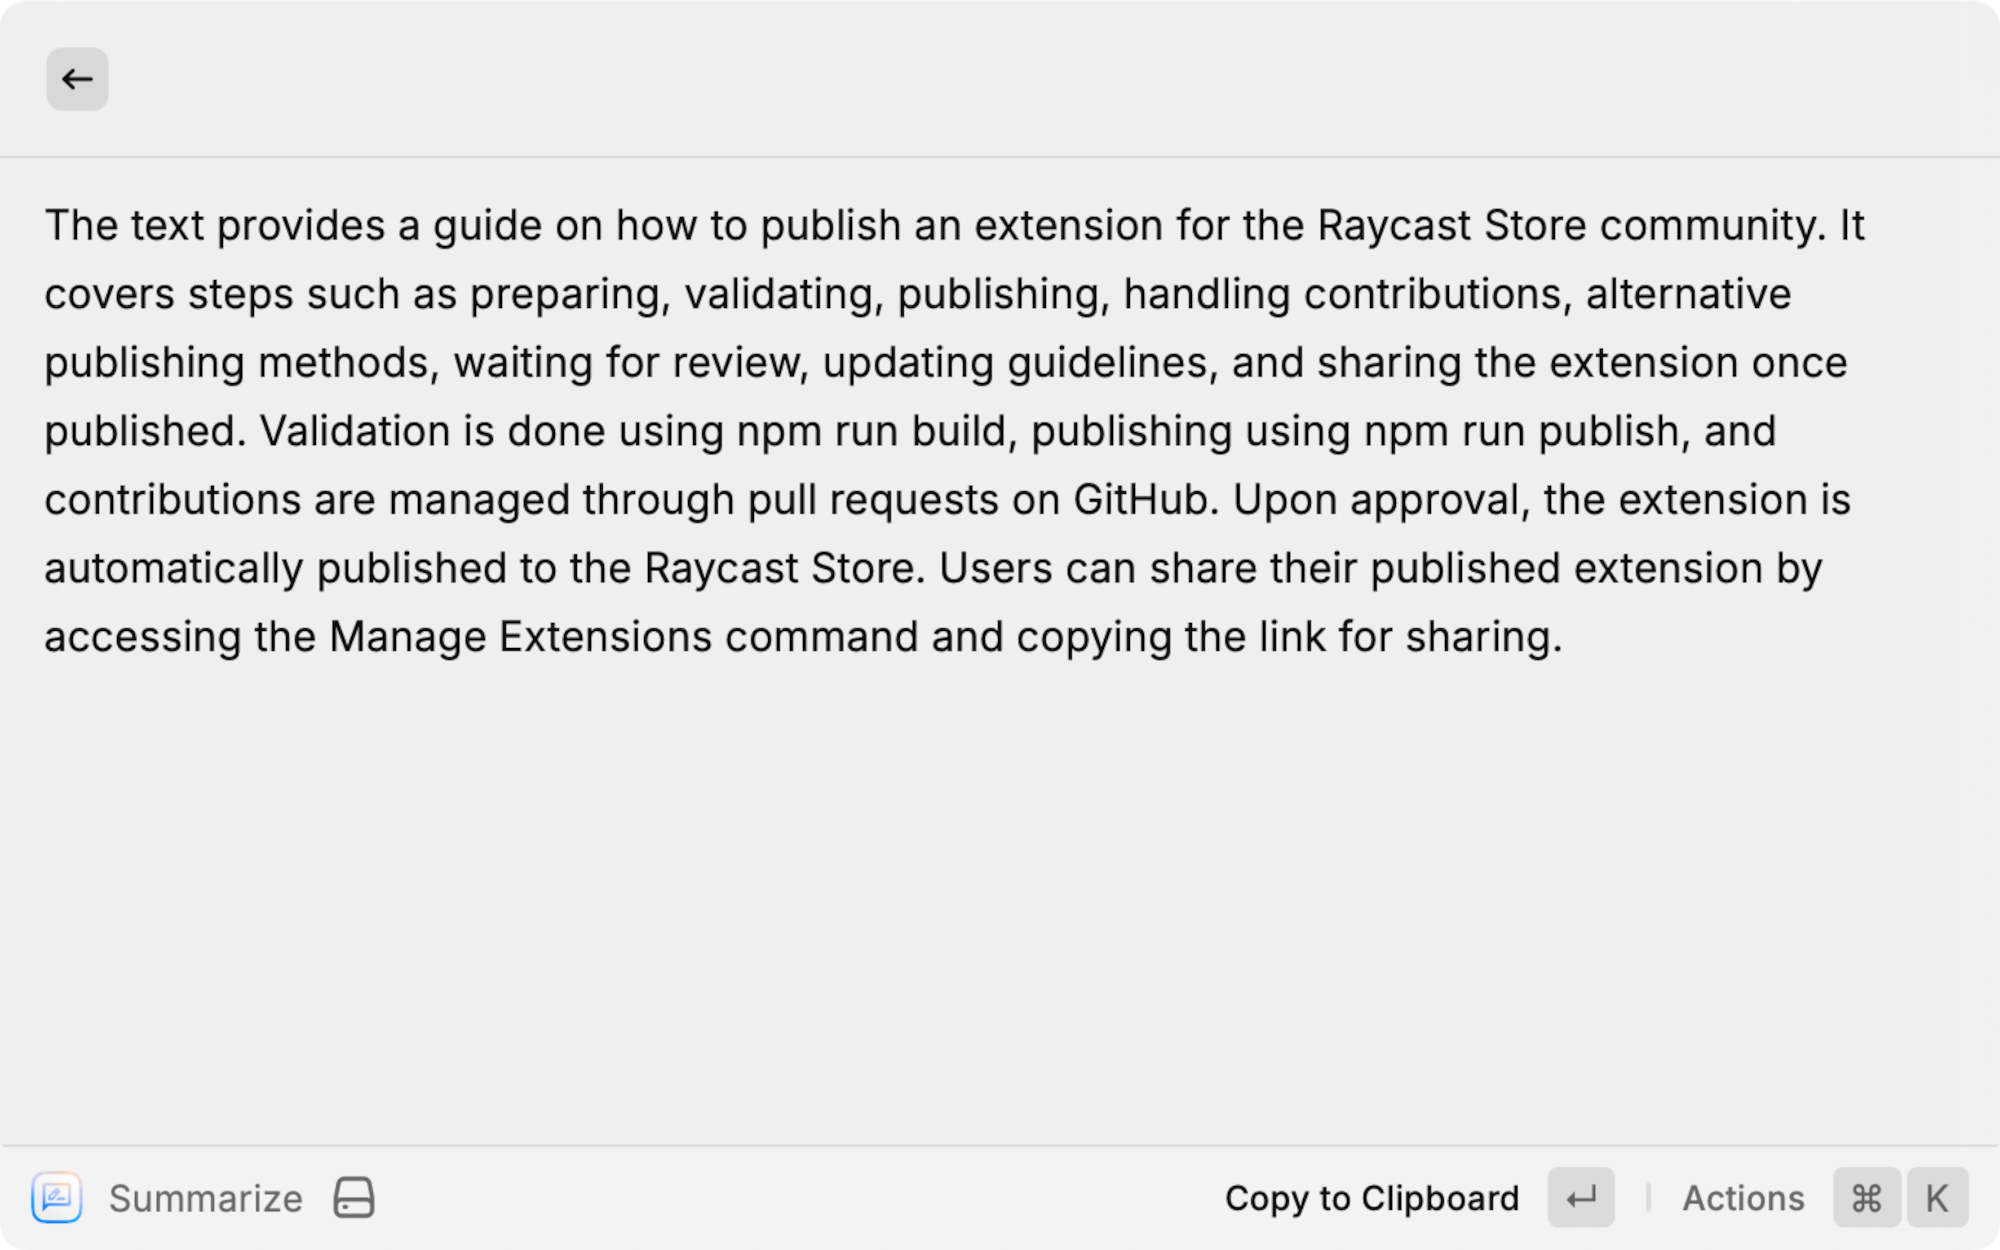 The text provides a guide on how to publish an extension for the Raycast Store community. It
covers steps such as preparing, validating, publishing, handling contributions, alternative
publishing methods, waiting for review, updating guidelines, and sharing the extension once
published. Validation is done using npm run build, publishing using npm run publish, and
contributions are managed through pull requests on GitHub. Upon approval, the extension is
automatically published to the Raycast Store. Users can share their published extension by
accessing the Manage Extensions command and copying the link for sharing.
Summarize Copy to Clipboard ↵ | Actions ⌘ K